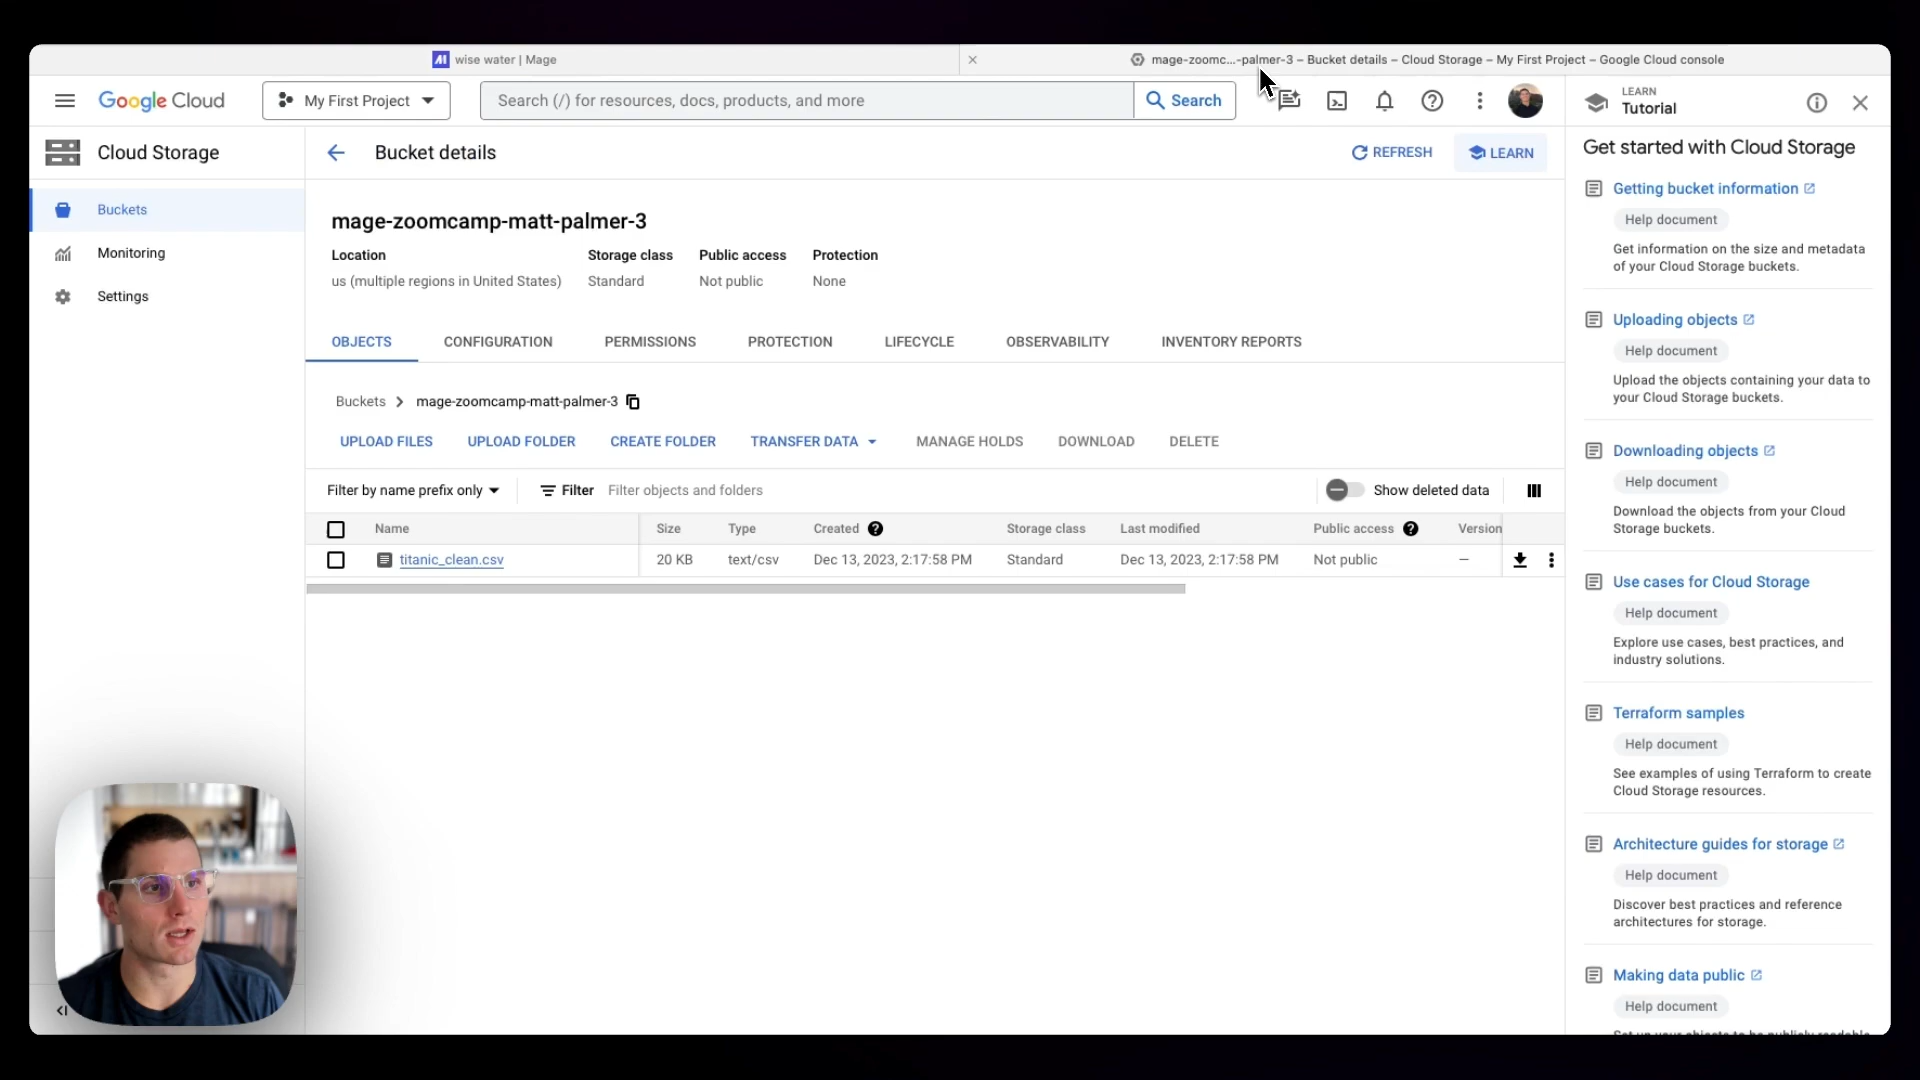 wise water | Mage
mage-zoomc...-palmer-3 – Bucket details – Cloud Storage – My First Project – Google Cloud console
Google Cloud
My First Project
Search (/) for resources, docs, products, and more
Search
LEARN
Tutorial
Cloud Storage
Bucket details
REFRESH
LEARN
Get started with Cloud Storage
Buckets
Monitoring
Settings
mage-zoomcamp-matt-palmer-3
Location
Storage class
Public access
Protection
us (multiple regions in United States)
Standard
Not public
None
OBJECTS
CONFIGURATION
PERMISSIONS
PROTECTION
LIFECYCLE
OBSERVABILITY
INVENTORY REPORTS
Buckets
mage-zoomcamp-matt-palmer-3
UPLOAD FILES
UPLOAD FOLDER
CREATE FOLDER
TRANSFER DATA
MANAGE HOLDS
DOWNLOAD
DELETE
Filter by name prefix only
Filter
Filter objects and folders
Show deleted data
Name
Size
Type
Created
Storage class
Last modified
Public access
Version
titanic_clean.csv
20 KB
text/csv
Dec 13, 2023, 2:17:58 PM
Standard
Dec 13, 2023, 2:17:58 PM
Not public
—
Getting bucket information
Help document
Get information on the size and metadata
of your Cloud Storage buckets.
Uploading objects
Help document
Upload the objects containing your data to
your Cloud Storage buckets.
Downloading objects
Help document
Download the objects from your Cloud
Storage buckets.
Use cases for Cloud Storage
Help document
Explore use cases, best practices, and
industry solutions.
Terraform samples
Help document
See examples of using Terraform to create
Cloud Storage resources.
Architecture guides for storage
Help document
Discover best practices and reference
architectures for storage.
Making data public
Help document